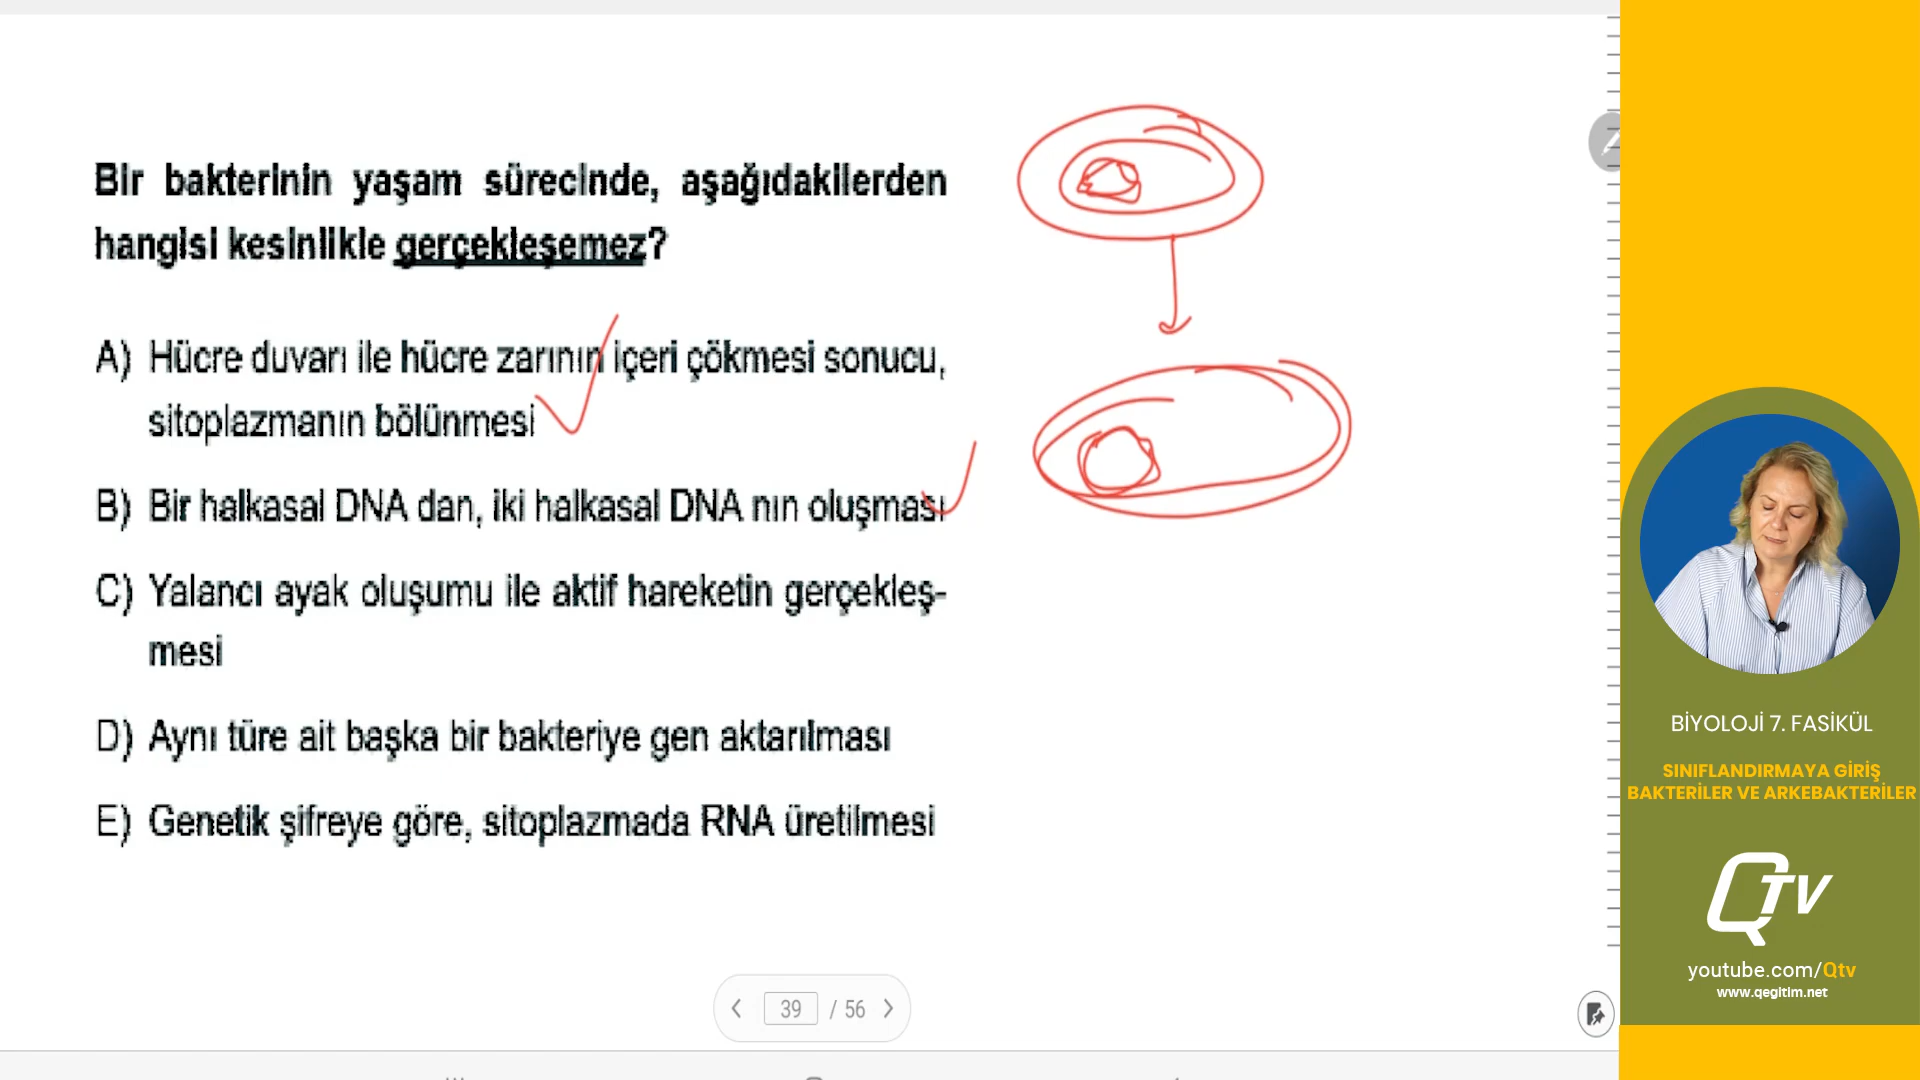 Bir bakterinin yaşam sürecinde, aşağıdakilerden
hangisi kesinlikle gerçekleşemez?
A) Hücre duvarı ile hücre zarının içeri çökmesi sonucu,
sitoplazmanın bölünmesi
B) Bir halkasal DNA dan, iki halkasal DNA nın oluşması
C) Yalancı ayak oluşumu ile aktif hareketin gerçekleş-
mesi
D) Aynı türe ait başka bir bakteriye gen aktarılması
E) Genetik şifreye göre, sitoplazmada RNA üretilmesi
39 / 56
BİYOLOJİ 7. FASİKÜL
SINIFLANDIRMAYA GİRİŞ
BAKTERİLER VE ARKEBAKTERİLER
QTV
youtube.com/Qtv
www.qegitim.net